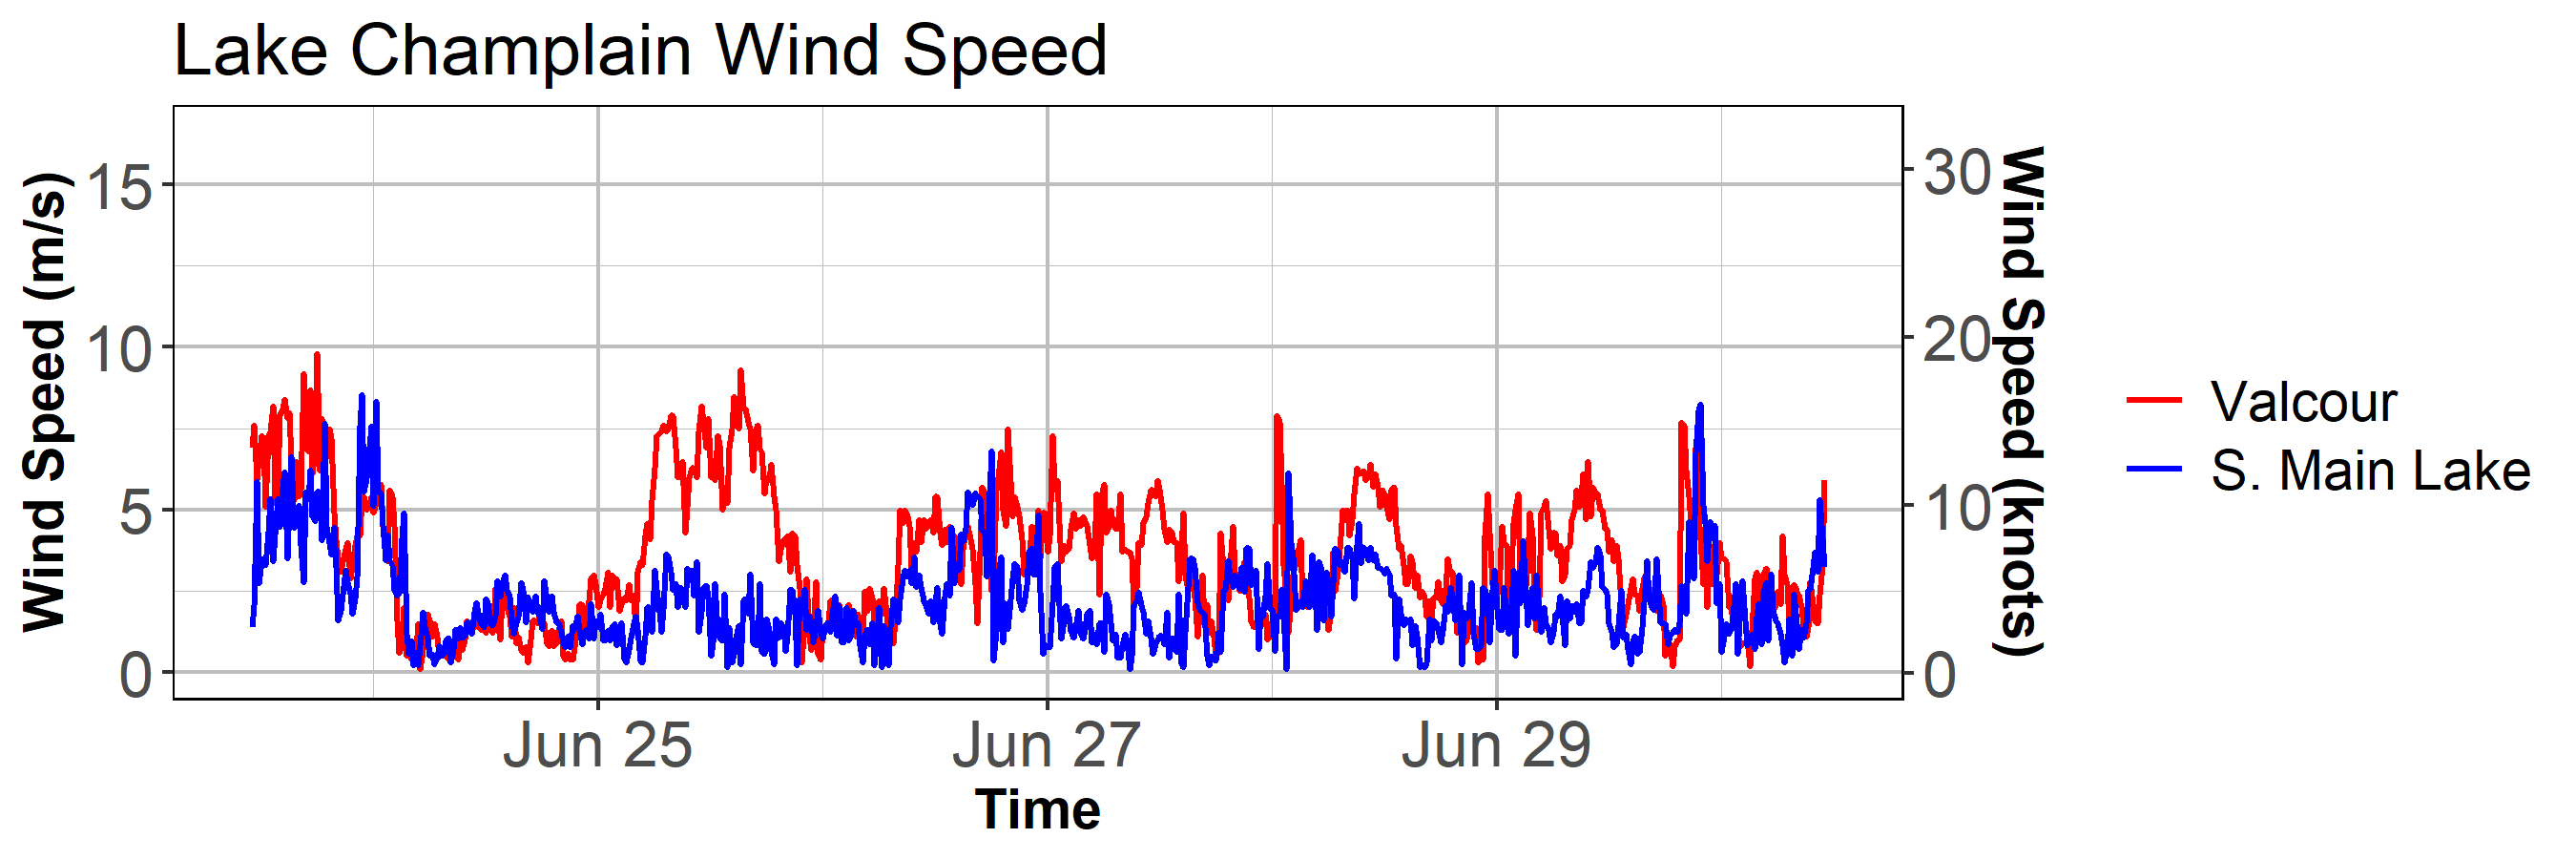 Lake Champlain Wind Speed
Wind Speed (m/s)
15
10
5
0
30
20
10
0
Wind Speed (knots)
Jun 25
Jun 27
Jun 29
Time
Valcour
S. Main Lake